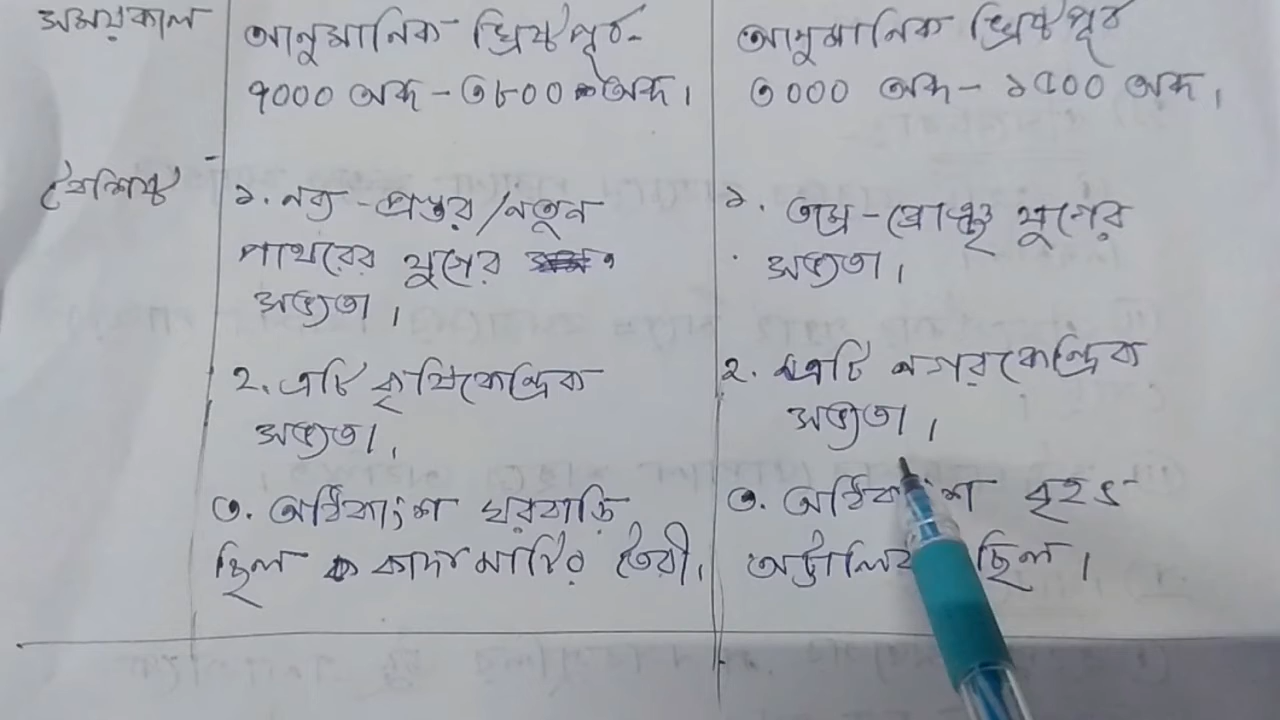 সময়কাল
আনুমানিক খ্রিষ্টপূর্ব-
৭০০০ অব্দ - ৩৮০০ অব্দ।
আনুমানিক খ্রিষ্টপূর্ব
৩০০০ অব্দ - ১৫০০ অব্দ।
বৈশিষ্ট
১. নব্য - প্রস্তর / নতুন
পাথরের যুগের
সভ্যতা।
২. এটি কৃষিকেন্দ্রিক
সভ্যতা।
৩. অধিকাংশ ঘরবাড়ি
ছিল কাদামাটির তৈরী।
১. তাম্র - যুগের
সভ্যতা।
২. এটি নগরকেন্দ্রিক
সভ্যতা।
৩. অধিকাংশ বৃহৎ
ছিল।